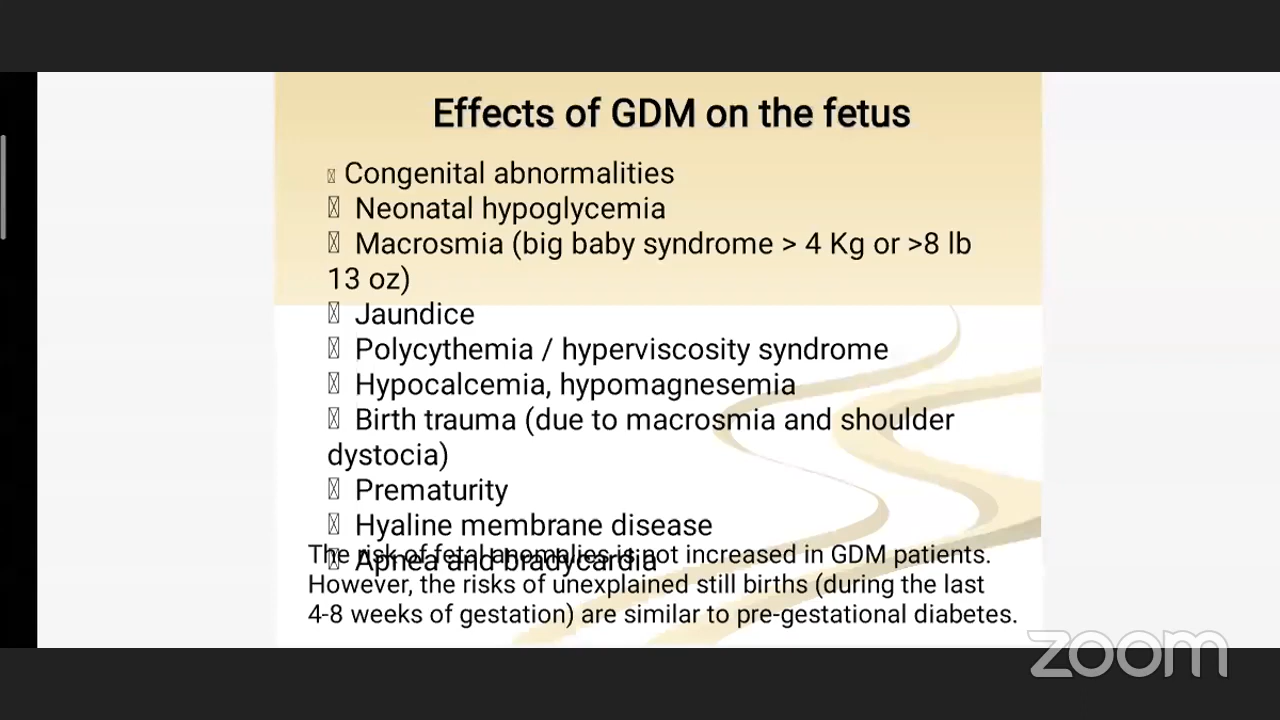 Effects of GDM on the fetus
Congenital abnormalities
Neonatal hypoglycemia
Macrosmia (big baby syndrome > 4 Kg or >8 lb
13 oz)
Jaundice
Polycythemia / hyperviscosity syndrome
Hypocalcemia, hypomagnesemia
Birth trauma (due to macrosmia and shoulder
dystocia)
Prematurity
Hyaline membrane disease
Apnea and bradycardia
The risk of fetal anomlies is not increased in GDM patients.
However, the risks of unexplained still births (during the last
4-8 weeks of gestation) are similar to pre-gestational diabetes.
zoom